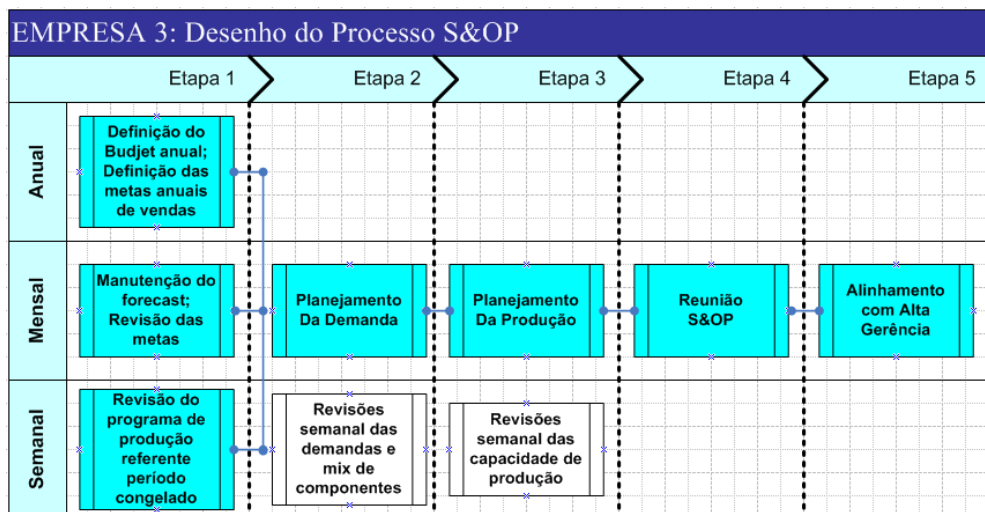 EMPRESA 3: Desenho do Processo S&OP
Etapa 1
Etapa 2
Etapa 3
Etapa 4
Etapa 5
Anual
Definição do
Budjet anual;
Definição das
metas anuais
de vendas
Mensal
Manutenção do
forecast;
Revisão das
metas
Planejamento
Da Demanda
Planejamento
Da Produção
Reunião
S&OP
Alinhamento
com Alta
Gerência
Semanal
Revisão do
programa de
produção
referente
período
congelado
Revisões
semanal das
demandas e
mix de
componentes
Revisões
semanal das
capacidade de
produção